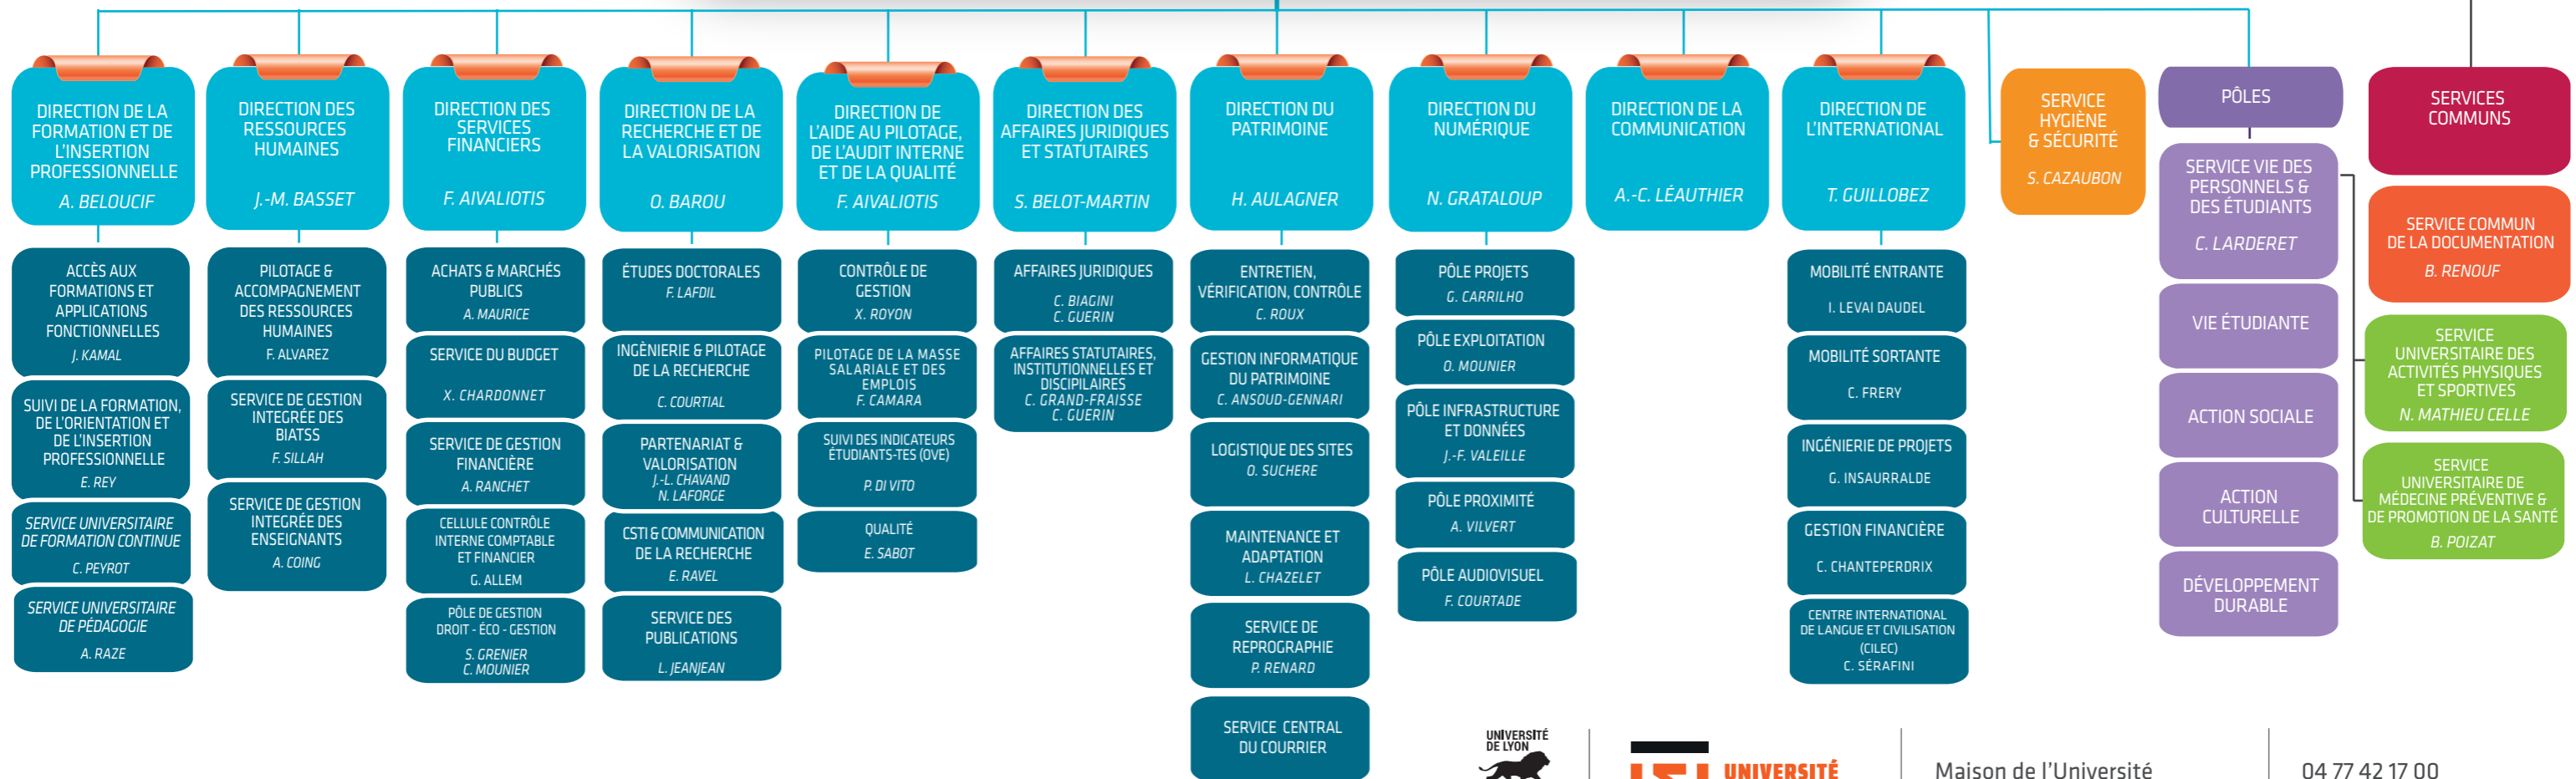 DIRECTION DE LA
FORMATION ET DE
L'INSERTION
PROFESSIONNELLE
A. BELOUCIF
ACCÈS AUX
FORMATIONS ET
APPLICATIONS
FONCTIONNELLES
J. KAMAL
SUIVI DE LA FORMATION,
DE L'ORIENTATION ET
DE L'INSERTION
PROFESSIONNELLE
E. REY
SERVICE UNIVERSITAIRE
DE FORMATION CONTINUE
C. PEYROT
SERVICE UNIVERSITAIRE
DE PÉDAGOGIE
A. RAZE
DIRECTION DES
RESSOURCES
HUMAINES
J.-M. BASSET
PILOTAGE &
ACCOMPAGNEMENT
DES RESSOURCES
HUMAINES
F. ALVAREZ
SERVICE DE GESTION
INTEGRÉE DES
BIATSS
F. SILLAH
SERVICE DE GESTION
INTEGRÉE DES
ENSEIGNANTS
A. COING
DIRECTION DES
SERVICES
FINANCIERS
F. AIVALIOTIS
ACHATS & MARCHÉS
PUBLICS
A. MAURICE
SERVICE DU BUDGET
X. CHARDONNET
SERVICE DE GESTION
FINANCIÈRE
A. RANCHET
CELLULE CONTRÔLE
INTERNE COMPTABLE
ET FINANCIER
G. ALLEM
PÔLE DE GESTION
DROIT - ÉCO - GESTION
S. GRENIER
C. MOUNIER
DIRECTION DE LA
RECHERCHE ET DE
LA VALORISATION
O. BAROU
ÉTUDES DOCTORALES
F. LAFDIL
INGÈNIERIE & PILOTAGE
DE LA RECHERCHE
C. COURTIAL
PARTENARIAT &
VALORISATION
J.-L. CHAVAND
N. LAFORGE
CSTI & COMMUNICATION
DE LA RECHERCHE
E. RAVEL
SERVICE DES
PUBLICATIONS
L. JEANJEAN
DIRECTION DE
L'AIDE AU PILOTAGE,
DE L'AUDIT INTERNE
ET DE LA QUALITÉ
F. AIVALIOTIS
CONTRÔLE DE
GESTION
X. ROYON
PILOTAGE DE LA MASSE
SALARIALE ET DES
EMPLOIS
F. CAMARA
SUIVI DES INDICATEURS
ÉTUDIANTS-TES (OVE)
P. DI VITO
QUALITÉ
E. SABOT
DIRECTION DES
AFFAIRES JURIDIQUES
ET STATUTAIRES
S. BELOT-MARTIN
AFFAIRES JURIDIQUES
C. BIAGINI
C. GUERIN
AFFAIRES STATUTAIRES,
INSTITUTIONNELLES ET
DISCIPILAIRES
C. GRAND-FRAISSE
C. GUERIN
DIRECTION DU
PATRIMOINE
H. AULAGNER
ENTRETIEN,
VÉRIFICATION, CONTRÔLE
C. ROUX
GESTION INFORMATIQUE
DU PATRIMOINE
C. ANSOUD-GENNARI
LOGISTIQUE DES SITES
O. SUCHERE
MAINTENANCE ET
ADAPTATION
L. CHAZELET
SERVICE DE
REPROGRAPHIE
P. RENARD
SERVICE CENTRAL
DU COURRIER
DIRECTION DU
NUMÉRIQUE
N. GRATALOUP
PÔLE PROJETS
G. CARRILHO
PÔLE EXPLOITATION
O. MOUNIER
PÔLE INFRASTRUCTURE
ET DONNÉES
J.-F. VALEILLE
PÔLE PROXIMITÉ
A. VILVERT
PÔLE AUDIOVISUEL
F. COURTADE
DIRECTION DE LA
COMMUNICATION
A.-C. LÉAUTHIER
DIRECTION DE
L'INTERNATIONAL
T. GUILLOBEZ
MOBILITÉ ENTRANTE
I. LEVAI DAUDEL
MOBILITÉ SORTANTE
C. FRERY
INGÉNIERIE DE PROJETS
G. INSAURRALDE
GESTION FINANCIÈRE
C. CHANTEPERDRIX
CENTRE INTERNATIONAL
DE LANGUE ET CIVILISATION
(CILEC)
C. SÉRAFINI
SERVICE
HYGIÈNE
& SÉCURITÉ
S. CAZAUBON
PÔLES
SERVICE VIE DES
PERSONNELS &
DES ÉTUDIANTS
C. LARDERET
VIE ÉTUDIANTE
ACTION SOCIALE
ACTION
CULTURELLE
DÉVELOPPEMENT
DURABLE
SERVICES
COMMUNS
SERVICE COMMUN
DE LA DOCUMENTATION
B. RENOUF
SERVICE
UNIVERSITAIRE DES
ACTIVITÉS PHYSIQUES
ET SPORTIVES
N. MATHIEU CELLE
SERVICE
UNIVERSITAIRE DE
MÉDECINE PRÉVENTIVE &
DE PROMOTION DE LA SANTÉ
B. POIZAT
UNIVERSITÉ
DE LYON
UNIVERSITÉ
Maison de l'Université
04 77 42 17 00